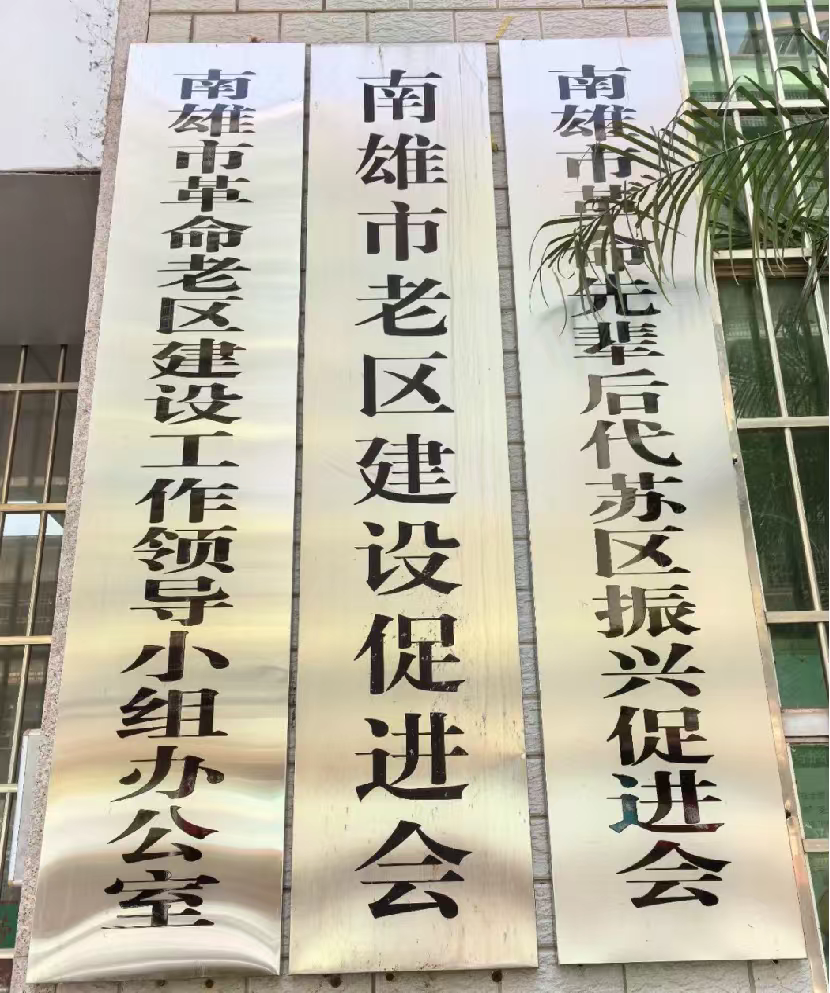 南雄市革命老区建设工作领导小组办公室
南雄市老区建设促进会
南雄市革命先辈后代苏区振兴促进会